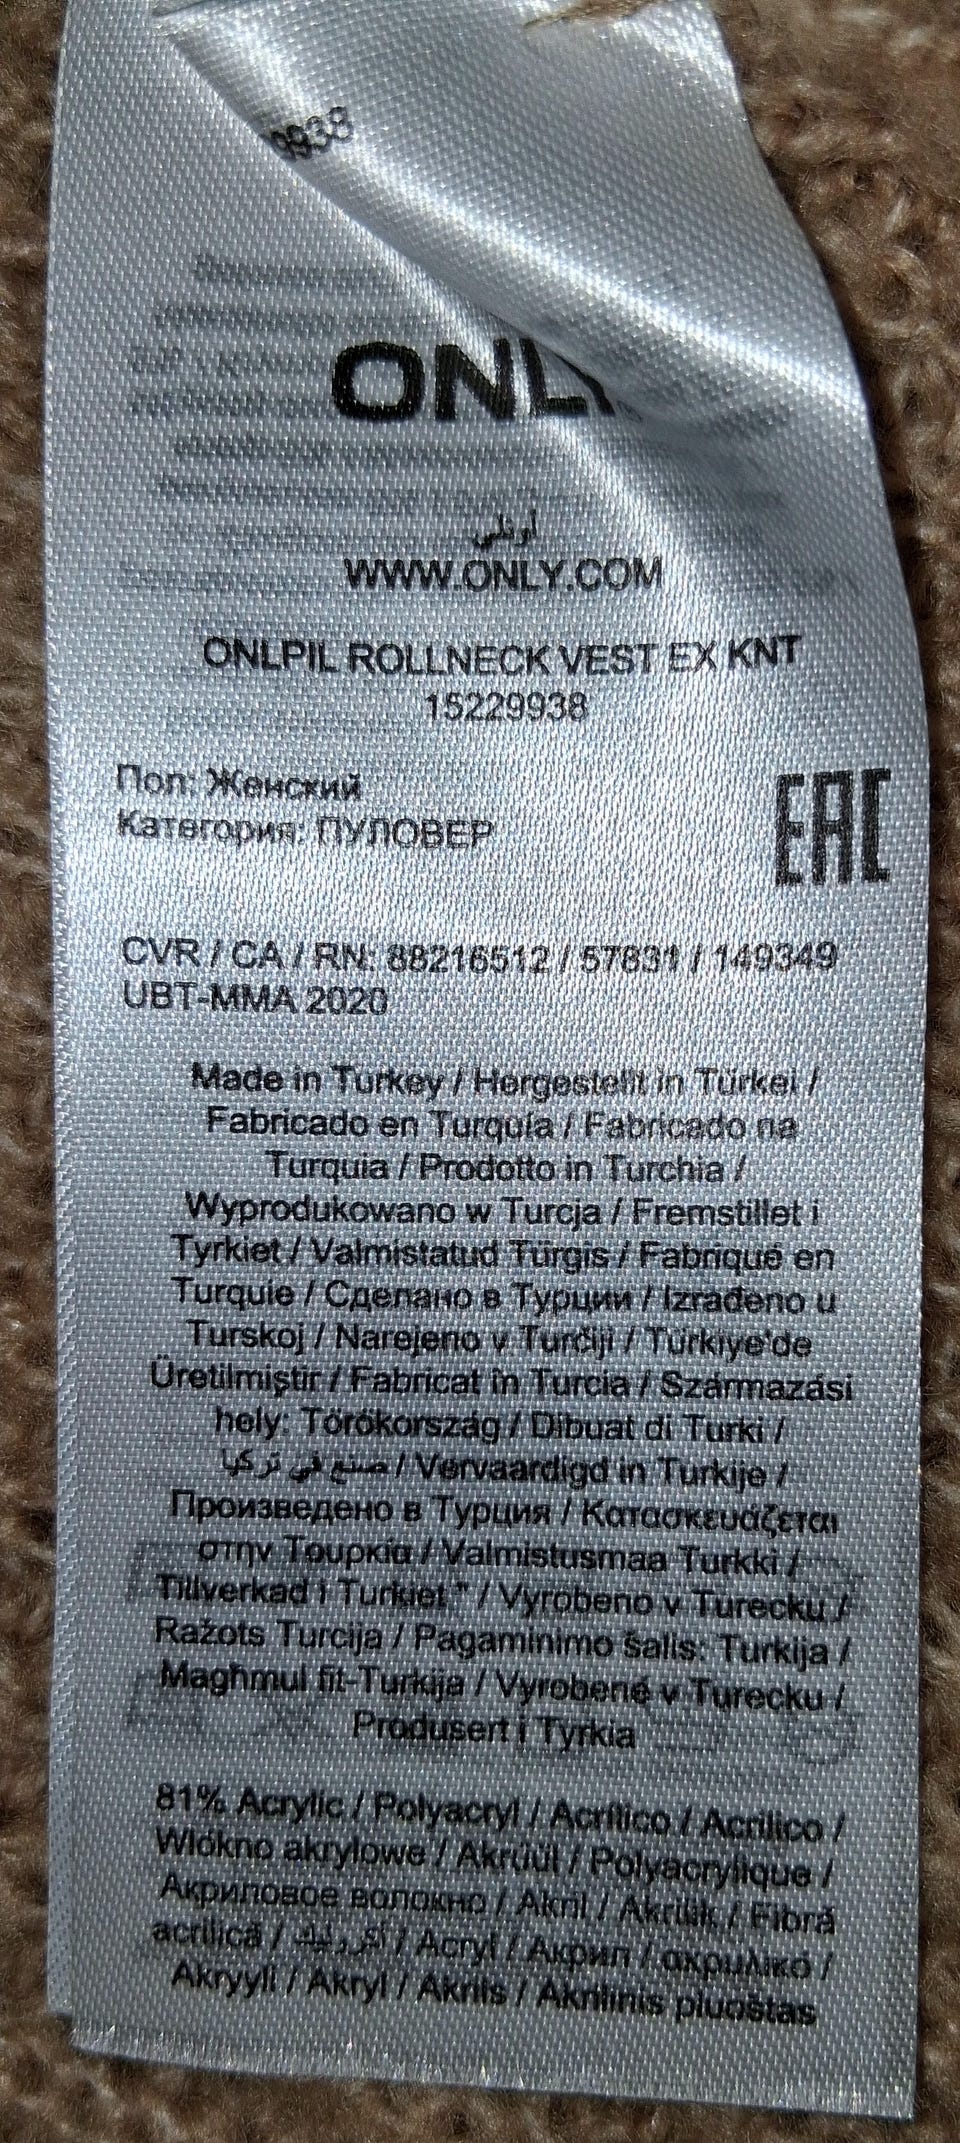 9938
ONLY
أونلي
WWW.ONLY.COM
ONLPIL ROLLNECK VEST EX KNT
15229938
Пол: Женский
Категория: ПУЛОВЕР
EAC
CVR / CA / RN: 88216512 / 57831 / 149349
UBT-MMA 2020
Made in Turkey / Hergestellt in Türkei /
Fabricado en Turquía / Fabricado na
Turquia / Prodotto in Turchia /
Wyprodukowano w Turcja / Fremstillet i
Tyrkiet / Valmistatud Türgis / Fabriqué en
Turquie / Сделано в Турции / Izrađeno u
Turskoj / Narejeno v Turčiji / Türkiye'de
Üretilmiştir / Fabricat în Turcia / Származási
hely: Törökország / Dibuat di Turki /
صنع في تركيا / Vervaardigd in Turkije /
Произведено в Турция / Κατασκευάζεται
στην Τουρκία / Valmistusmaa Turkki /
Tillverkad i Turkiet " / Vyrobeno v Turecku /
Ražots Turcija / Pagaminimo šalis: Turkija /
Magħmul fit-Turkija / Vyrobené v Turecku /
Produsert i Tyrkia
81% Acrylic / Polyacryl / Acrílico / Acrilico /
Wlókno akrylowe / Akrüül / Polyacrylique /
Акриловое волокно / Akril / Akrilik / Fibră
acrilică / أكريليك / Acryl / Акрил / ακρυλικό /
Akryyli / Akryl / Akrils / Akrilinis pluoštas